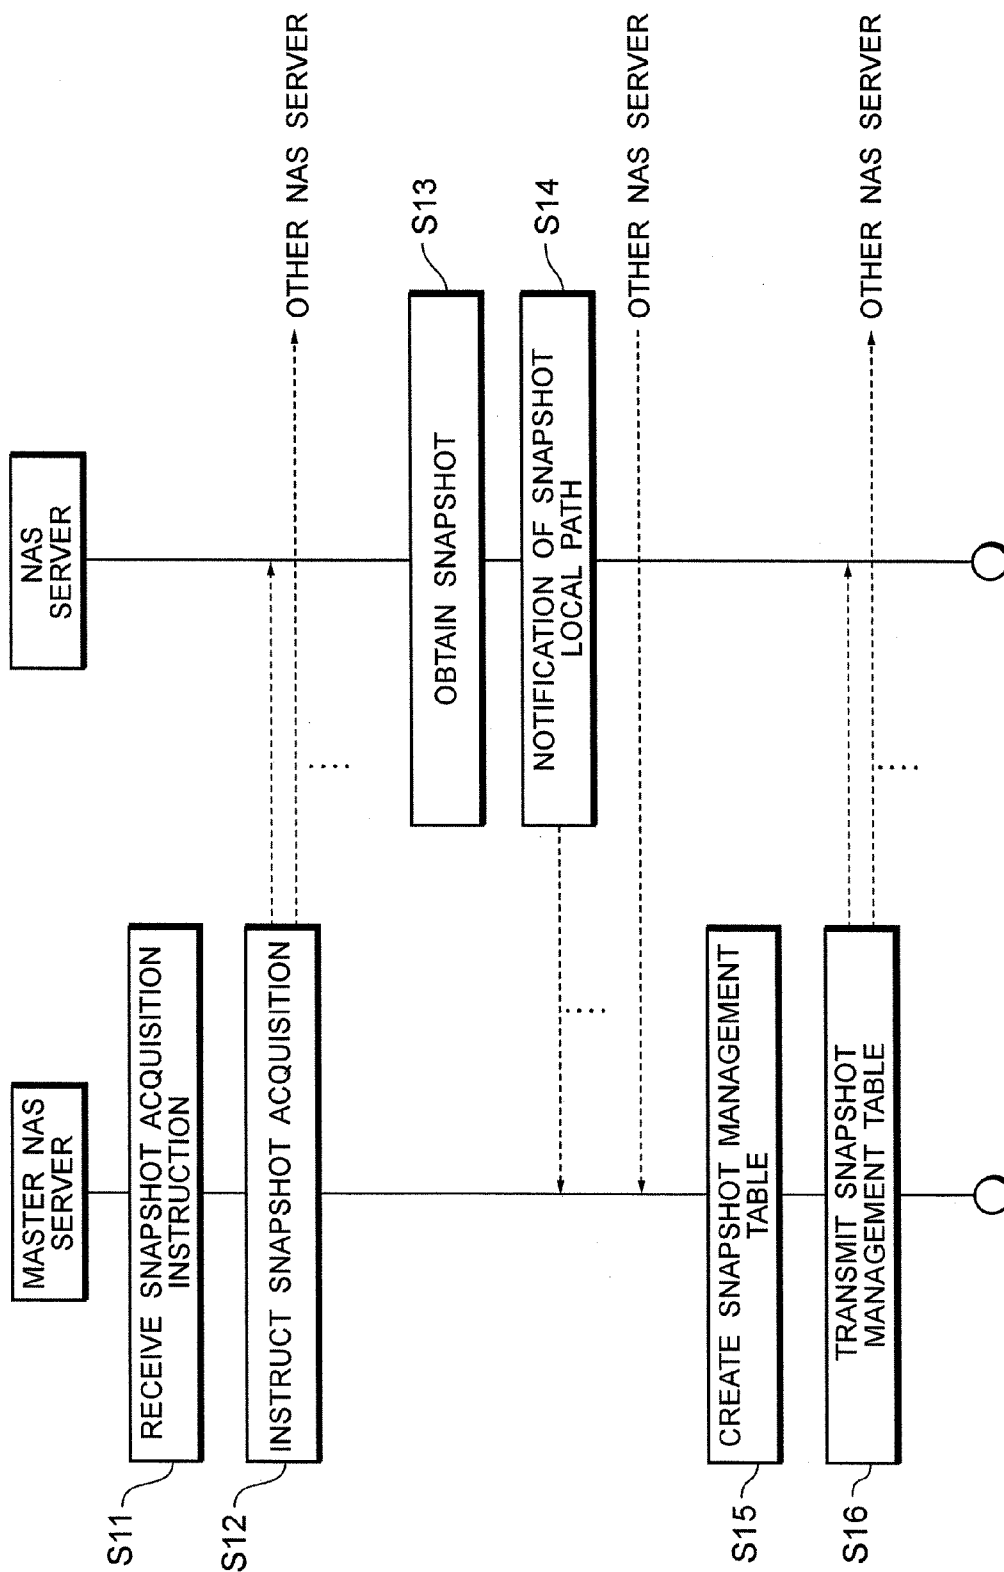 MASTER NAS
SERVER
NAS
SERVER
S11
RECEIVE SNAPSHOT ACQUISITION
INSTRUCTION
S12
INSTRUCT SNAPSHOT ACQUISITION
OTHER NAS SERVER
OBTAIN SNAPSHOT
S13
NOTIFICATION OF SNAPSHOT
LOCAL PATH
S14
OTHER NAS SERVER
S15
CREATE SNAPSHOT MANAGEMENT
TABLE
S16
TRANSMIT SNAPSHOT
MANAGEMENT TABLE
OTHER NAS SERVER